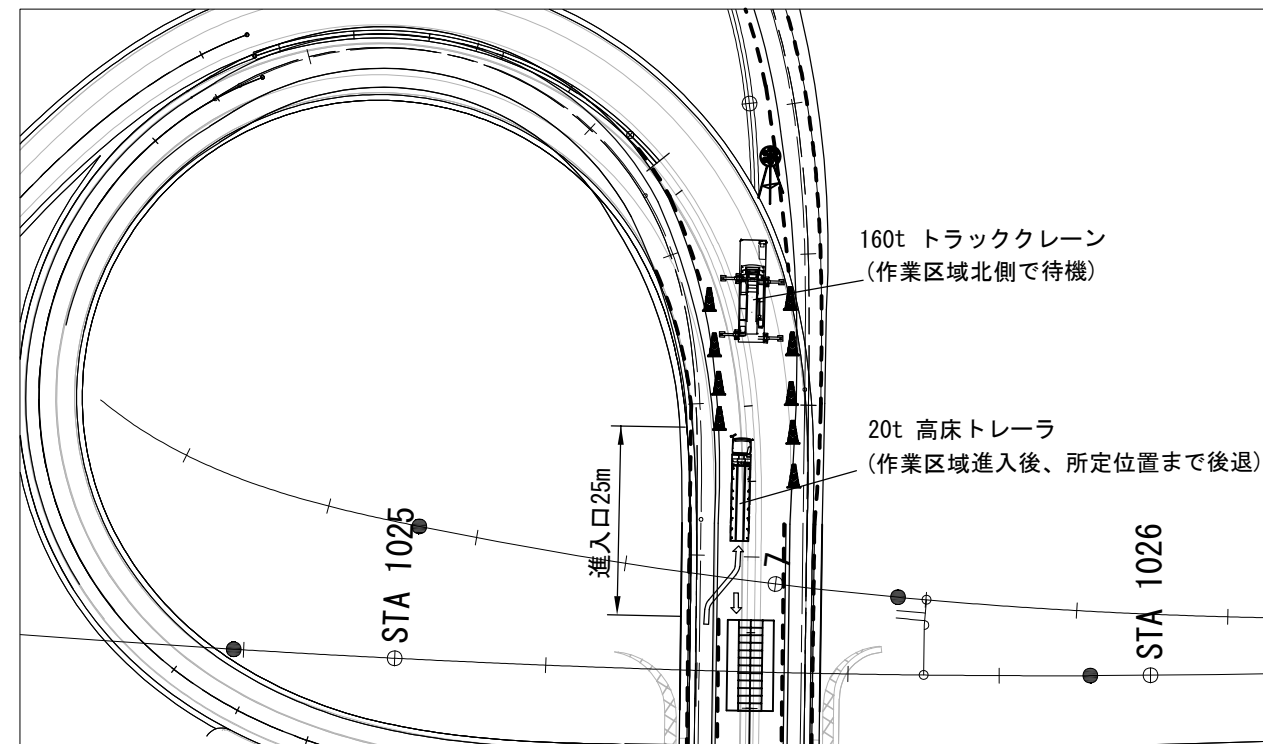 160t トラッククレーン
(作業区域北側で待機)
20t 高床トレーラ
(作業区域進入後、所定位置まで後退)
進入口25m
STA 1025
7
STA 1026